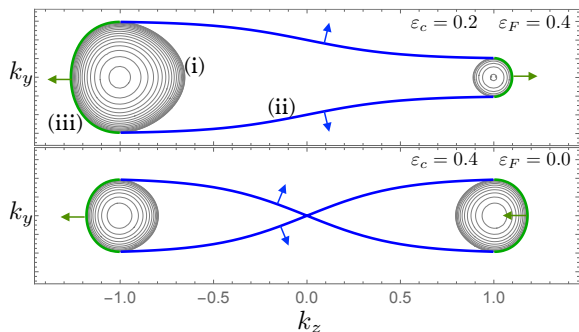 ε_c = 0.2 ε_F = 0.4
k_y
(i)
(ii)
(iii)
ε_c = 0.4 ε_F = 0.0
k_y
-1.0 -0.5 0.0 0.5 1.0
k_z